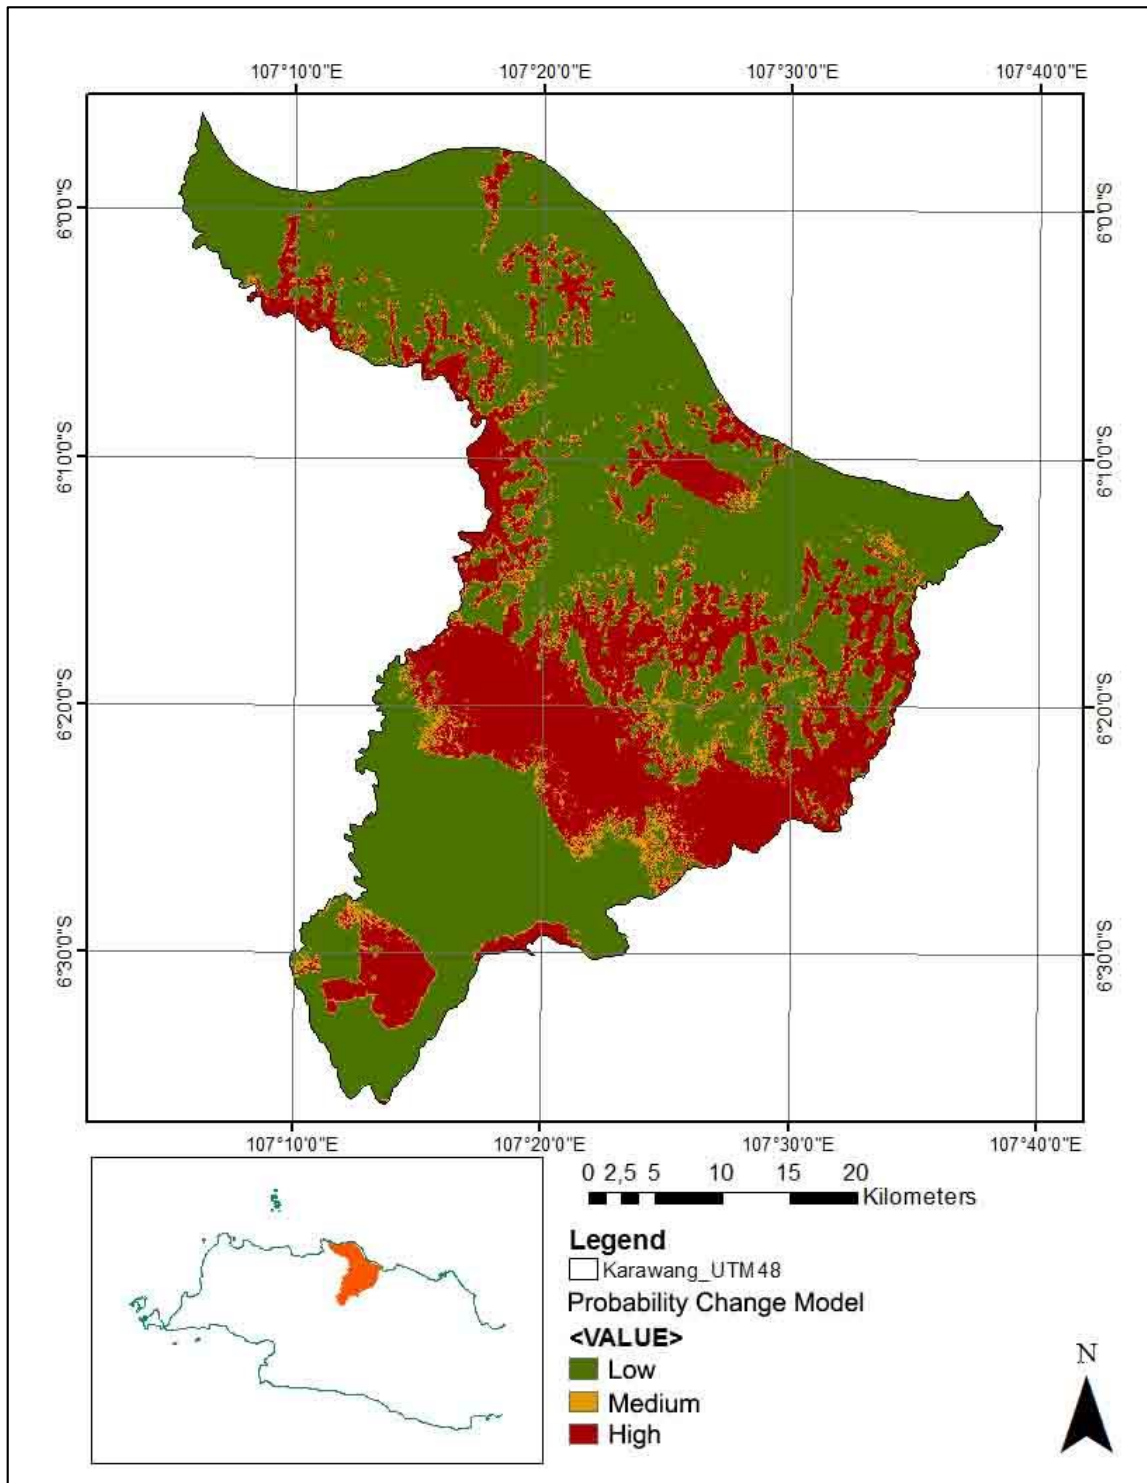 107°10'0"E 107°20'0"E 107°30'0"E 107°40'0"E
6°0'0"S 6°0'0"S
6°10'0"S 6°10'0"S
6°20'0"S 6°20'0"S
6°30'0"S 6°30'0"S
107°10'0"E 107°20'0"E 107°30'0"E 107°40'0"E
0 2,5 5 10 15 20
Kilometers
Legend
Karawang_UTM48
Probability Change Model
<VALUE>
Low
Medium
High
N